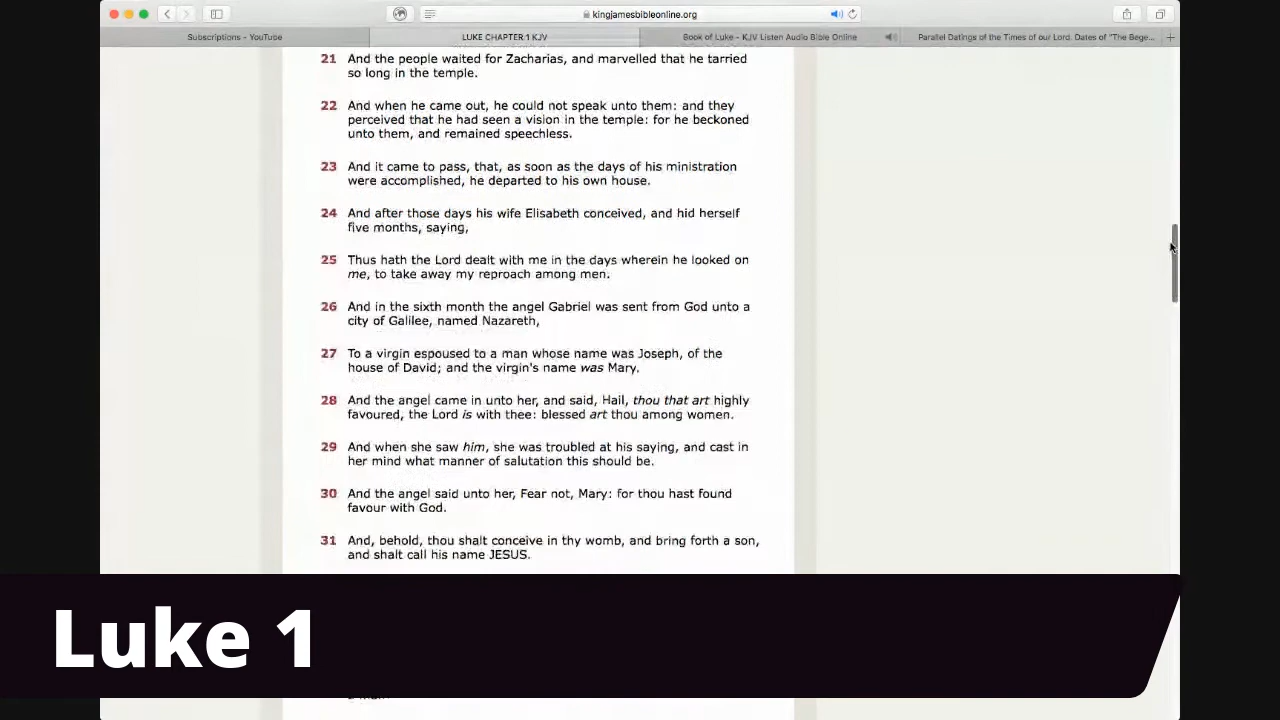 kingjamesbibleonline.org
Subscriptions - YouTube
LUKE CHAPTER 1 KJV
Book of Luke - KJV Listen Audio Bible Online
Parallel Datings of the Times of our Lord. Dates of "The Bege...
21 And the people waited for Zacharias, and marvelled that he tarried
so long in the temple.
22 And when he came out, he could not speak unto them: and they
perceived that he had seen a vision in the temple: for he beckoned
unto them, and remained speechless.
23 And it came to pass, that, as soon as the days of his ministration
were accomplished, he departed to his own house.
24 And after those days his wife Elisabeth conceived, and hid herself
five months, saying,
25 Thus hath the Lord dealt with me in the days wherein he looked on
me, to take away my reproach among men.
26 And in the sixth month the angel Gabriel was sent from God unto a
city of Galilee, named Nazareth,
27 To a virgin espoused to a man whose name was Joseph, of the
house of David; and the virgin's name was Mary.
28 And the angel came in unto her, and said, Hail, thou that art highly
favoured, the Lord is with thee: blessed art thou among women.
29 And when she saw him, she was troubled at his saying, and cast in
her mind what manner of salutation this should be.
30 And the angel said unto her, Fear not, Mary: for thou hast found
favour with God.
31 And, behold, thou shalt conceive in thy womb, and bring forth a son,
and shalt call his name JESUS.
Luke 1